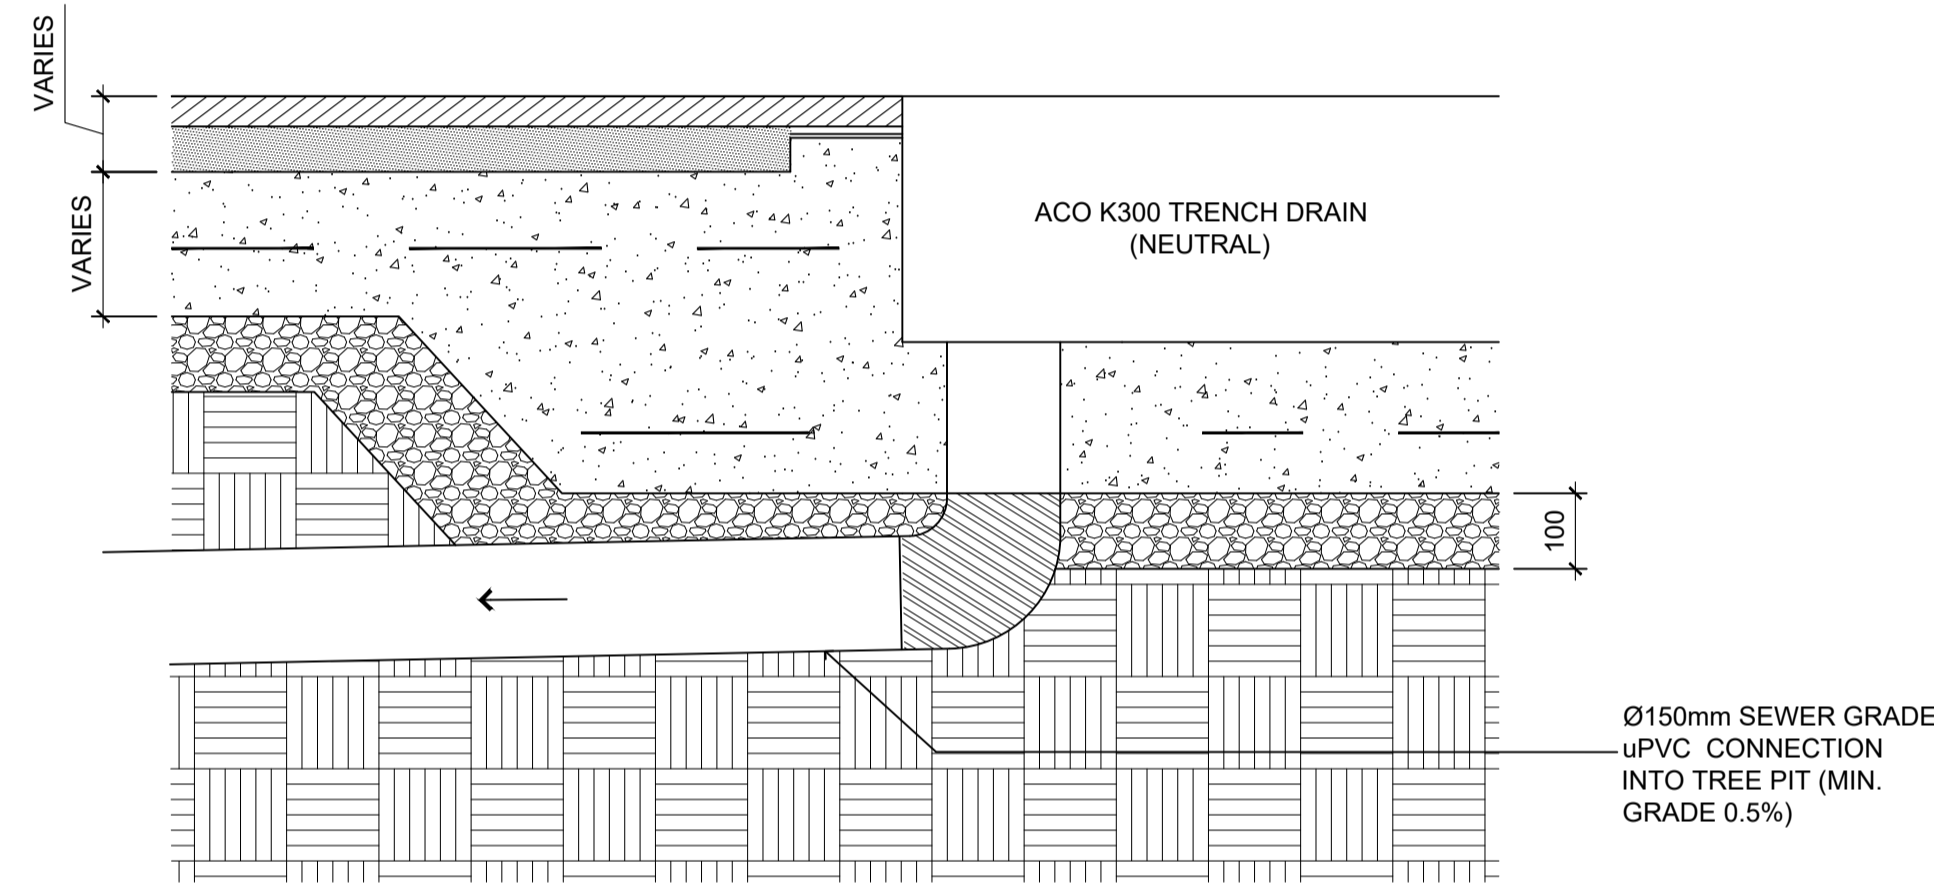 VARIES
VARIES
ACO K300 TRENCH DRAIN
(NEUTRAL)
100
Ø150mm SEWER GRADE
uPVC CONNECTION
INTO TREE PIT (MIN.
GRADE 0.5%)